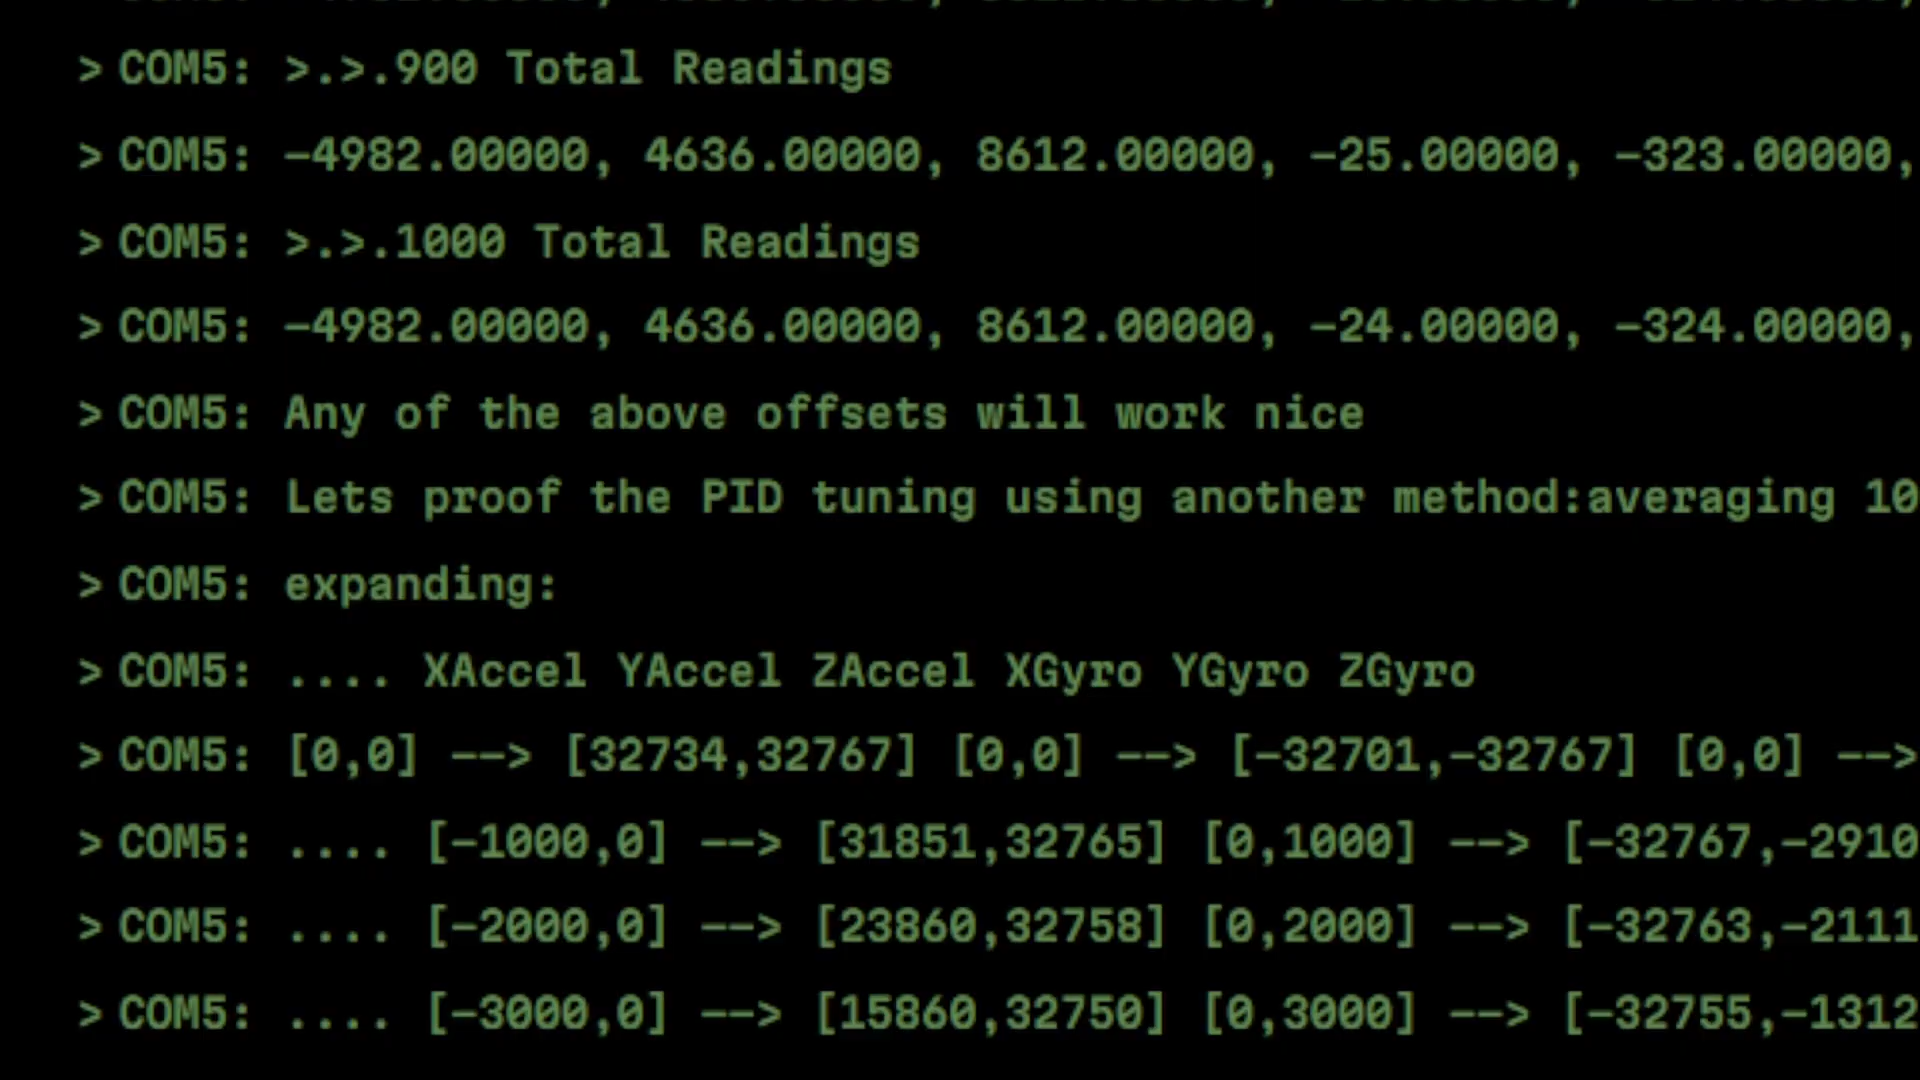 > COM5: >.>.900 Total Readings
> COM5: -4982.00000, 4636.00000, 8612.00000, -25.00000, -323.00000,
> COM5: >.>.1000 Total Readings
> COM5: -4982.00000, 4636.00000, 8612.00000, -24.00000, -324.00000,
> COM5: Any of the above offsets will work nice
> COM5: Lets proof the PID tuning using another method:averaging 10
> COM5: expanding:
> COM5: .... XAccel YAccel ZAccel XGyro YGyro ZGyro
> COM5: [0,0] --> [32734,32767] [0,0] --> [-32701,-32767] [0,0] -->
> COM5: .... [-1000,0] --> [31851,32765] [0,1000] --> [-32767,-2910
> COM5: .... [-2000,0] --> [23860,32758] [0,2000] --> [-32763,-2111
> COM5: .... [-3000,0] --> [15860,32750] [0,3000] --> [-32755,-1312